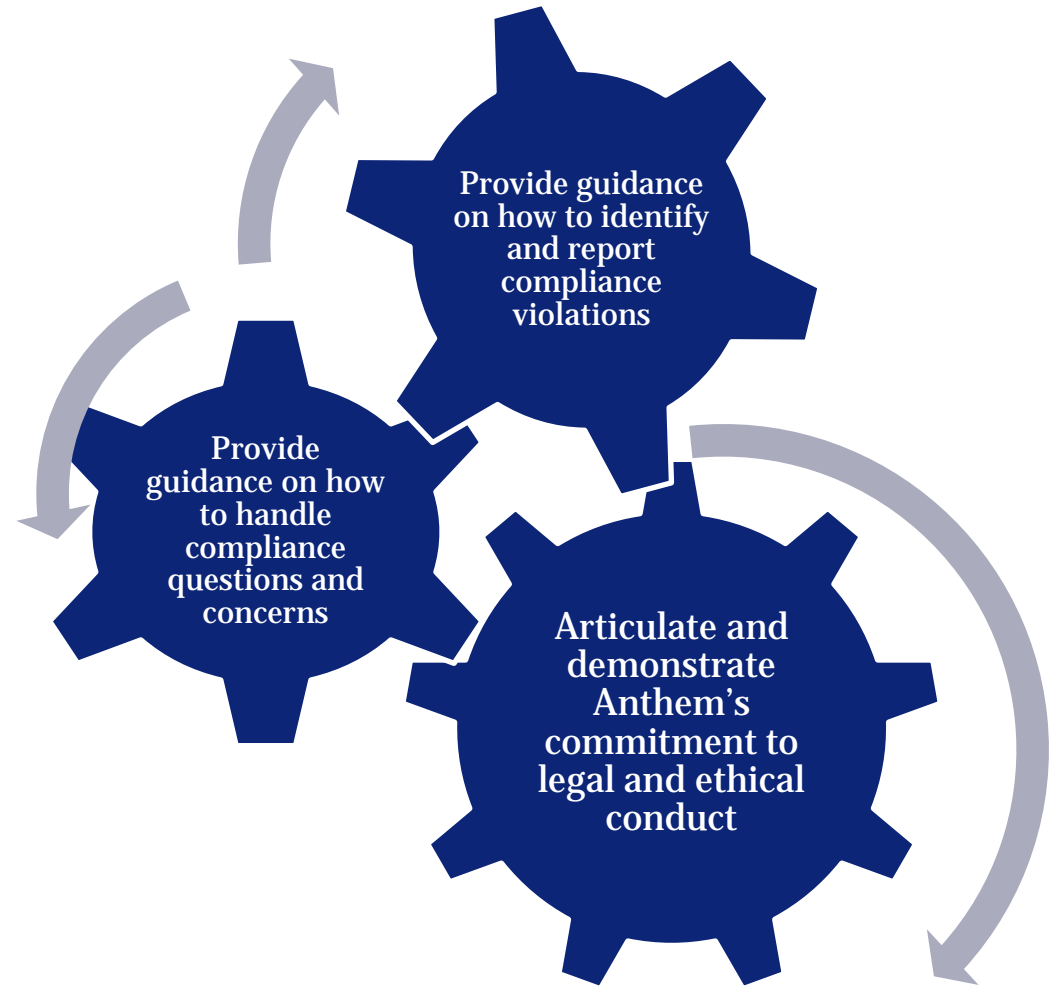 Provide guidance
on how to identify
and report
compliance
violations
Provide
guidance on how
to handle
compliance
questions and
concerns
Articulate and
demonstrate
Anthem’s
commitment to
legal and ethical
conduct